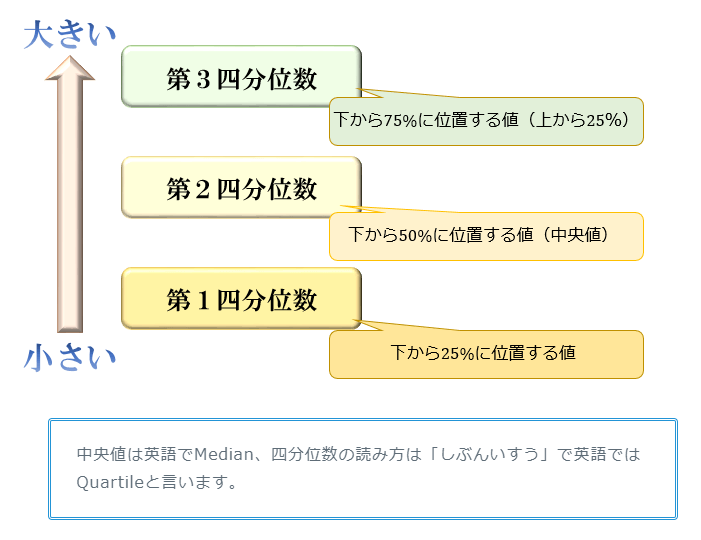 大きい
第３四分位数
下から75%に位置する値（上から25%）
第２四分位数
下から50%に位置する値（中央値）
第１四分位数
下から25%に位置する値
小さい
中央値は英語でMedian、四分位数の読み方は「しぶんいすう」で英語では
Quartileと言います。